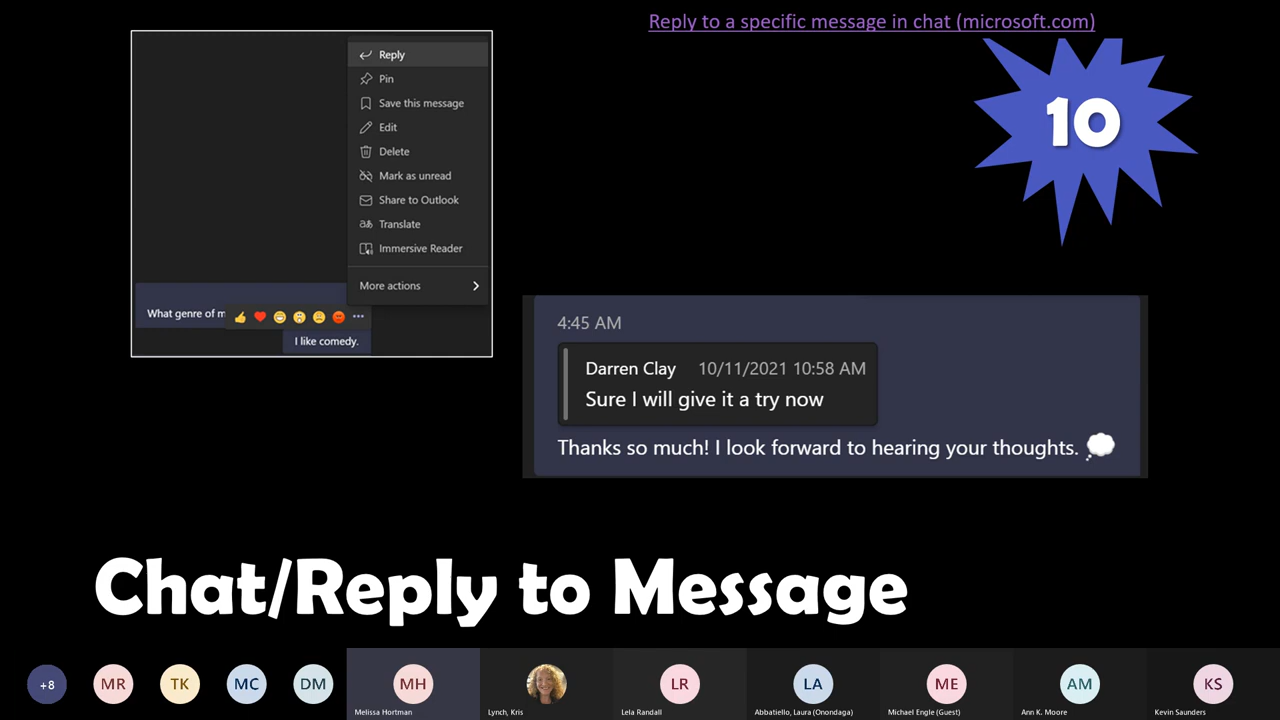 Reply to a specific message in chat (microsoft.com)
10
Reply
Pin
Save this message
Edit
Delete
Mark as unread
Share to Outlook
Translate
Immersive Reader
More actions
What genre of m
I like comedy.
4:45 AM
Darren Clay 10/11/2021 10:58 AM
Sure I will give it a try now
Thanks so much! I look forward to hearing your thoughts.
Chat/Reply to Message
+8 MR TK MC DM MH LR LA ME AM KS
Melissa Hortman Lynch, Kris Lela Randall Abbatiello, Laura (Onondaga) Michael Engle (Guest) Ann K. Moore Kevin Saunders